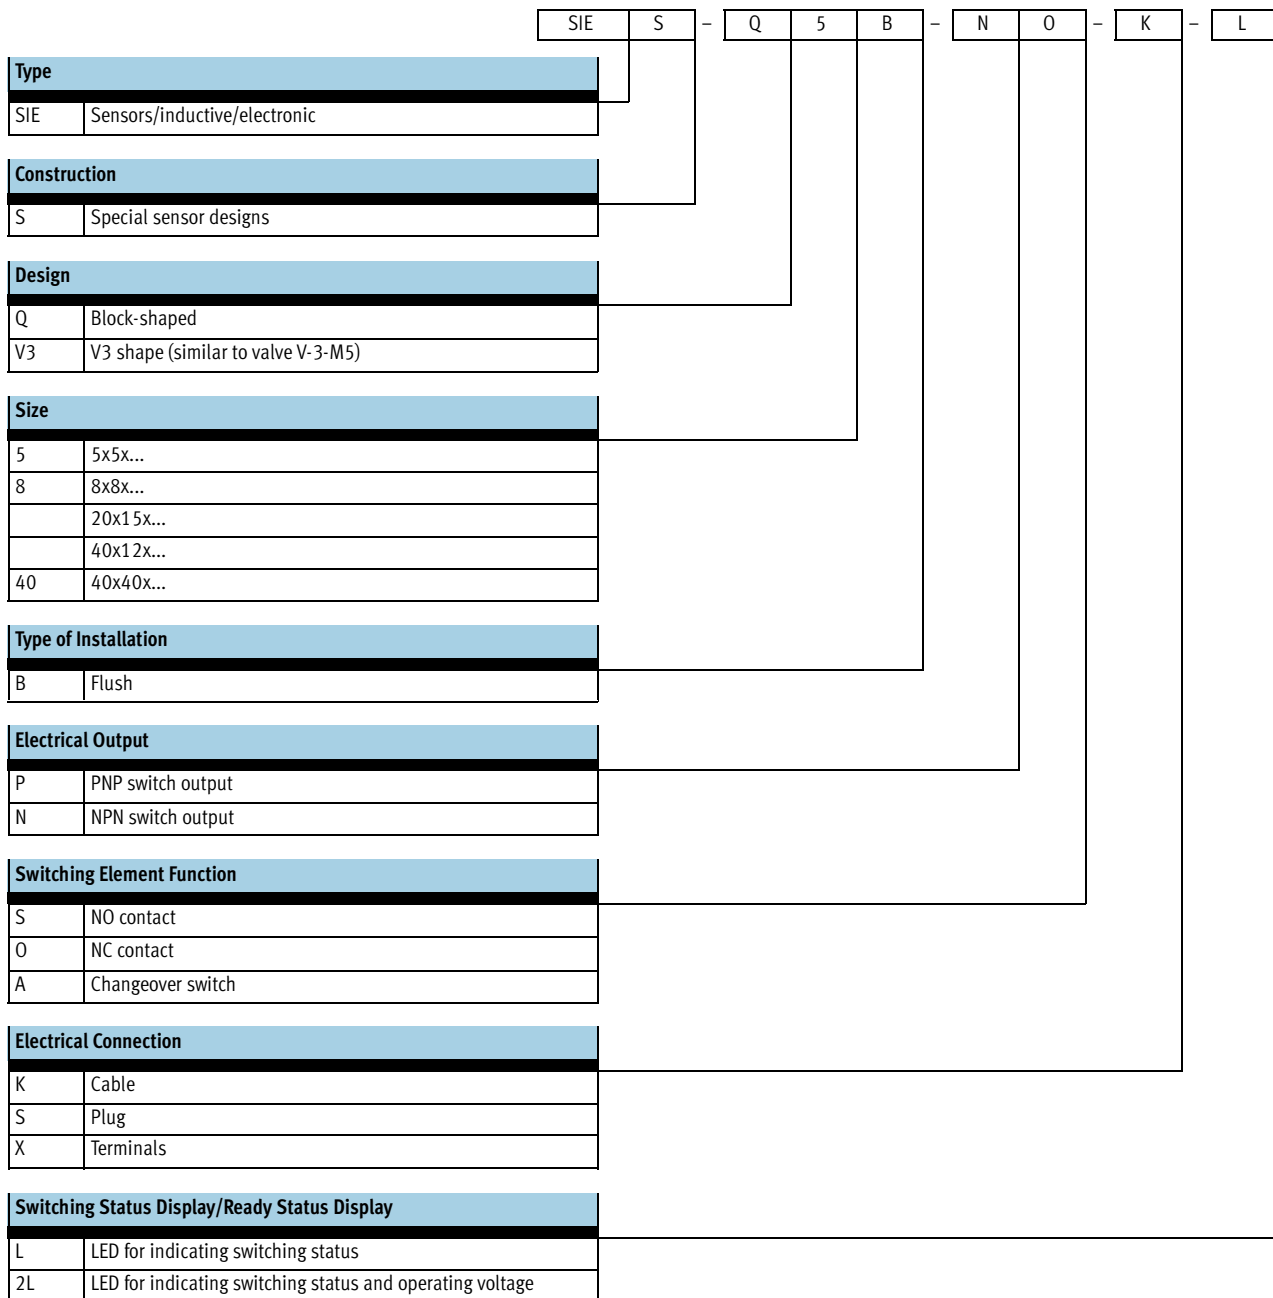 SIE S – Q 5 B – N O – K – L
Type
SIE Sensors/inductive/electronic
Construction
S Special sensor designs
Design
Q Block-shaped
V3 V3 shape (similar to valve V-3-M5)
Size
5 5x5x...
8 8x8x...
20x15x...
40x12x...
40 40x40x...
Type of Installation
B Flush
Electrical Output
P PNP switch output
N NPN switch output
Switching Element Function
S NO contact
O NC contact
A Changeover switch
Electrical Connection
K Cable
S Plug
X Terminals
Switching Status Display/Ready Status Display
L LED for indicating switching status
2L LED for indicating switching status and operating voltage